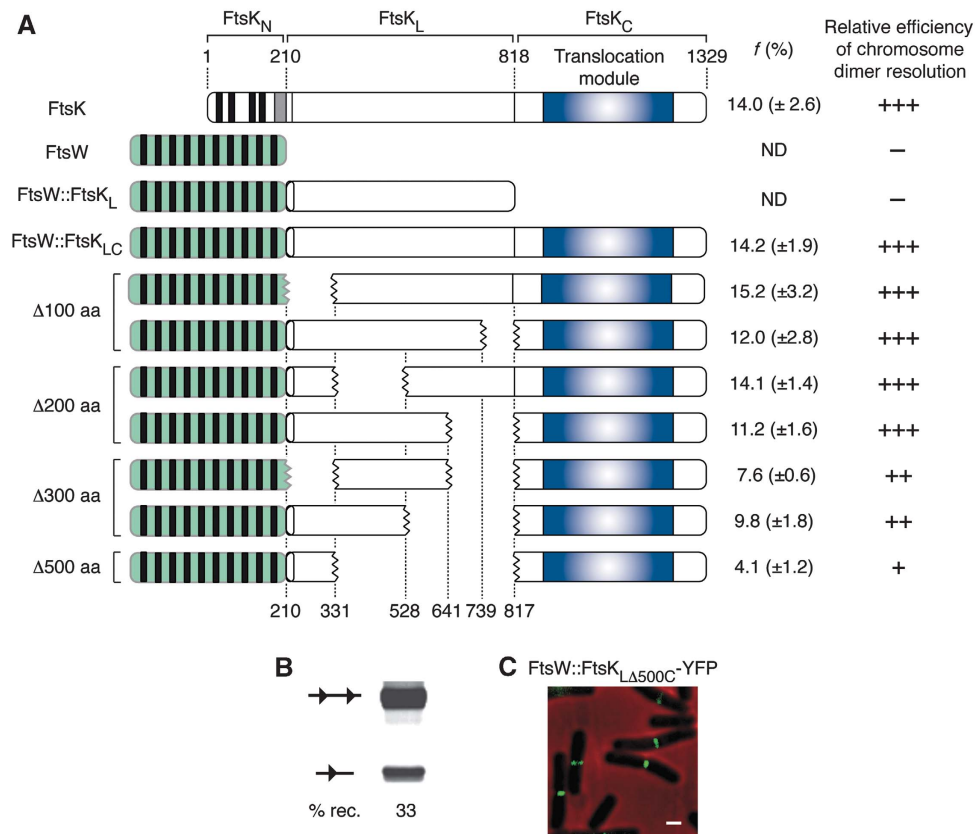 A
FtsK_N FtsK_L FtsK_C
1 210 818 Translocation module 1329
f (%)
Relative efficiency
of chromosome
dimer resolution
FtsK 14.0 (± 2.6) +++
FtsW ND –
FtsW::FtsK_L ND –
FtsW::FtsK_LC 14.2 (±1.9) +++
Δ100 aa
15.2 (±3.2) +++
12.0 (±2.8) +++
Δ200 aa
14.1 (±1.4) +++
11.2 (±1.6) +++
Δ300 aa
7.6 (±0.6) ++
9.8 (±1.8) ++
Δ500 aa 4.1 (±1.2) +
210 331 528 641 739 817
B
% rec. 33
C
FtsW::FtsK_LΔ500C-YFP